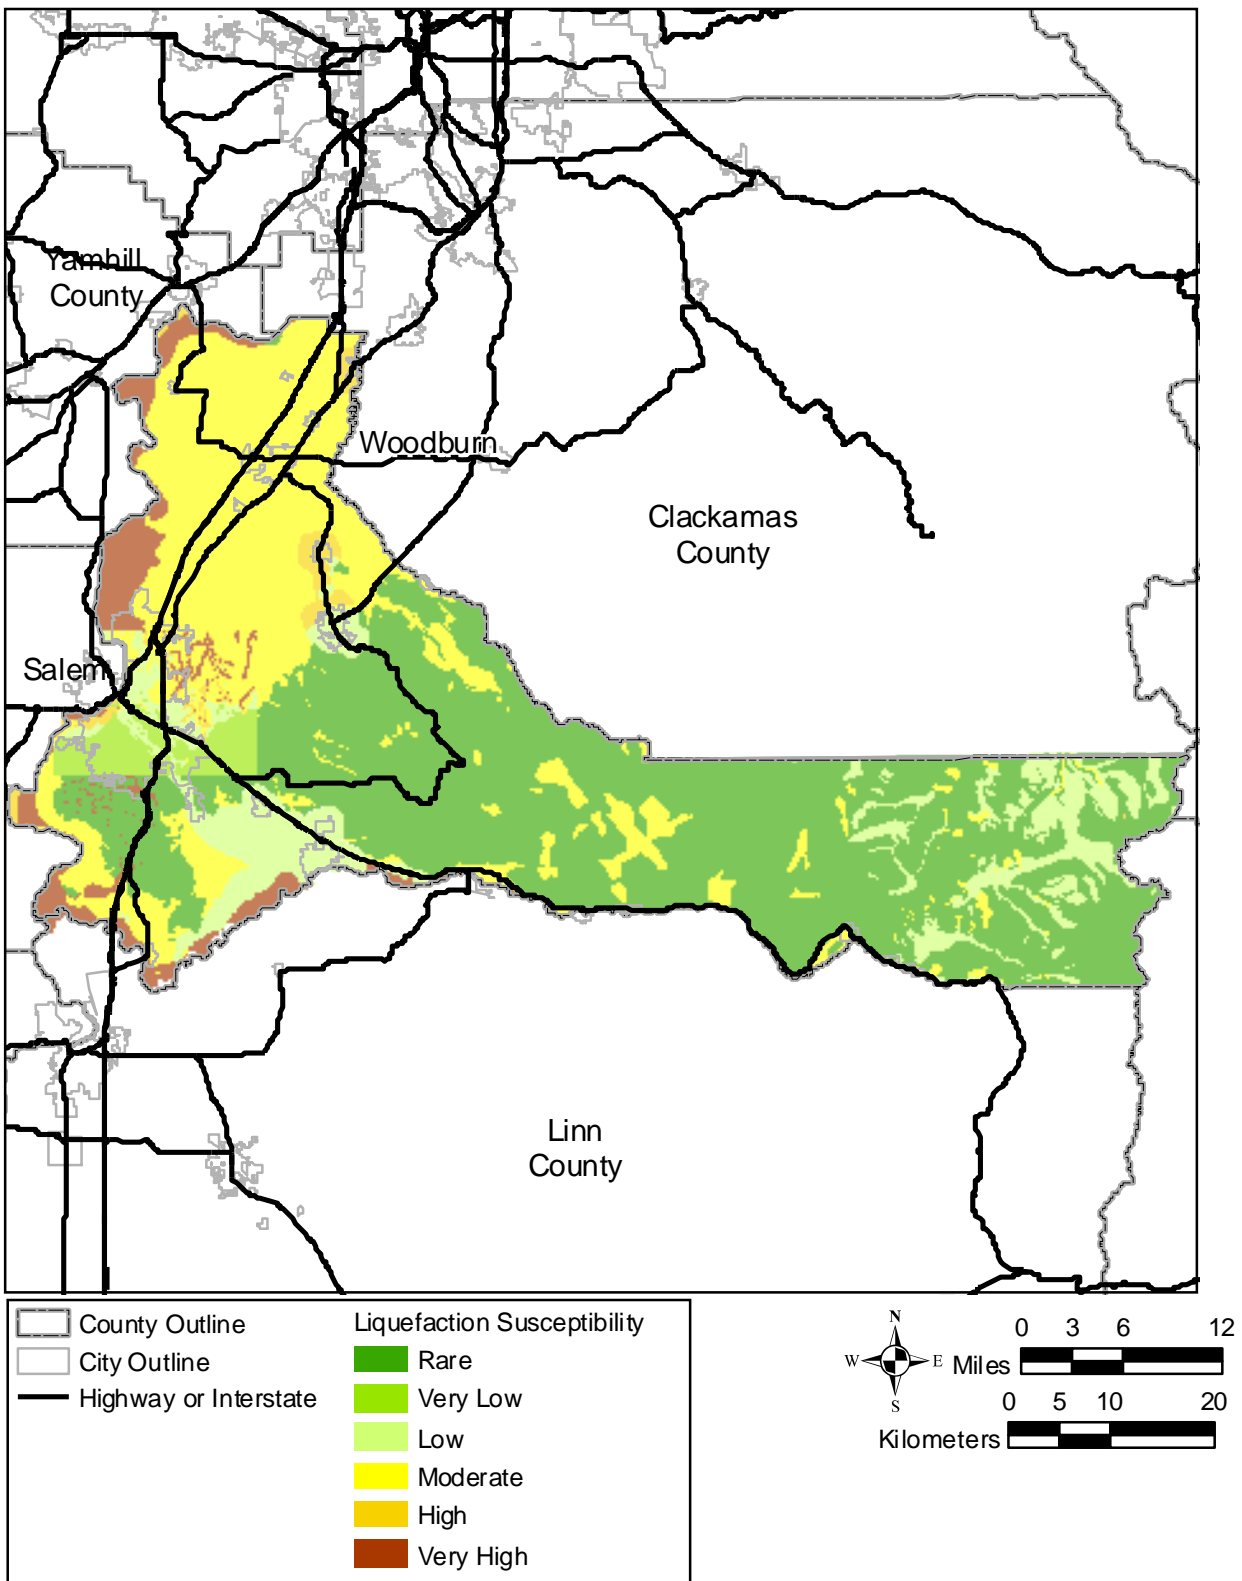 Yamhill
County
Woodburn
Clackamas
County
Salem
Linn
County
County Outline
City Outline
Highway or Interstate
Liquefaction Susceptibility
Rare
Very Low
Low
Moderate
High
Very High
N
W E
S
0 3 6 12
Miles
0 5 10 20
Kilometers